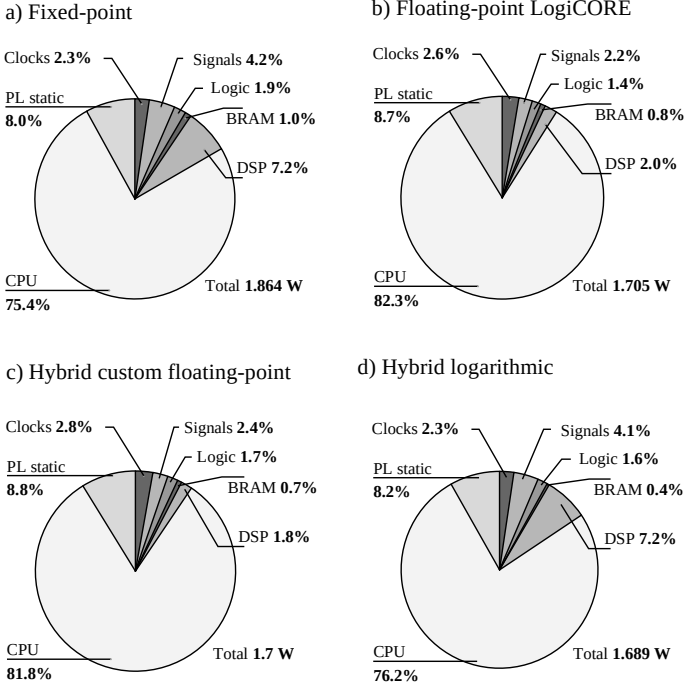 a) Fixed-point
Clocks 2.3%
Signals 4.2%
Logic 1.9%
PL static
8.0%
BRAM 1.0%
DSP 7.2%
CPU
75.4%
Total 1.864 W
b) Floating-point LogiCORE
Clocks 2.6%
Signals 2.2%
Logic 1.4%
PL static
8.7%
BRAM 0.8%
DSP 2.0%
CPU
82.3%
Total 1.705 W
c) Hybrid custom floating-point
Clocks 2.8%
Signals 2.4%
Logic 1.7%
PL static
8.8%
BRAM 0.7%
DSP 1.8%
CPU
81.8%
Total 1.7 W
d) Hybrid logarithmic
Clocks 2.3%
Signals 4.1%
Logic 1.6%
PL static
8.2%
BRAM 0.4%
DSP 7.2%
CPU
76.2%
Total 1.689 W